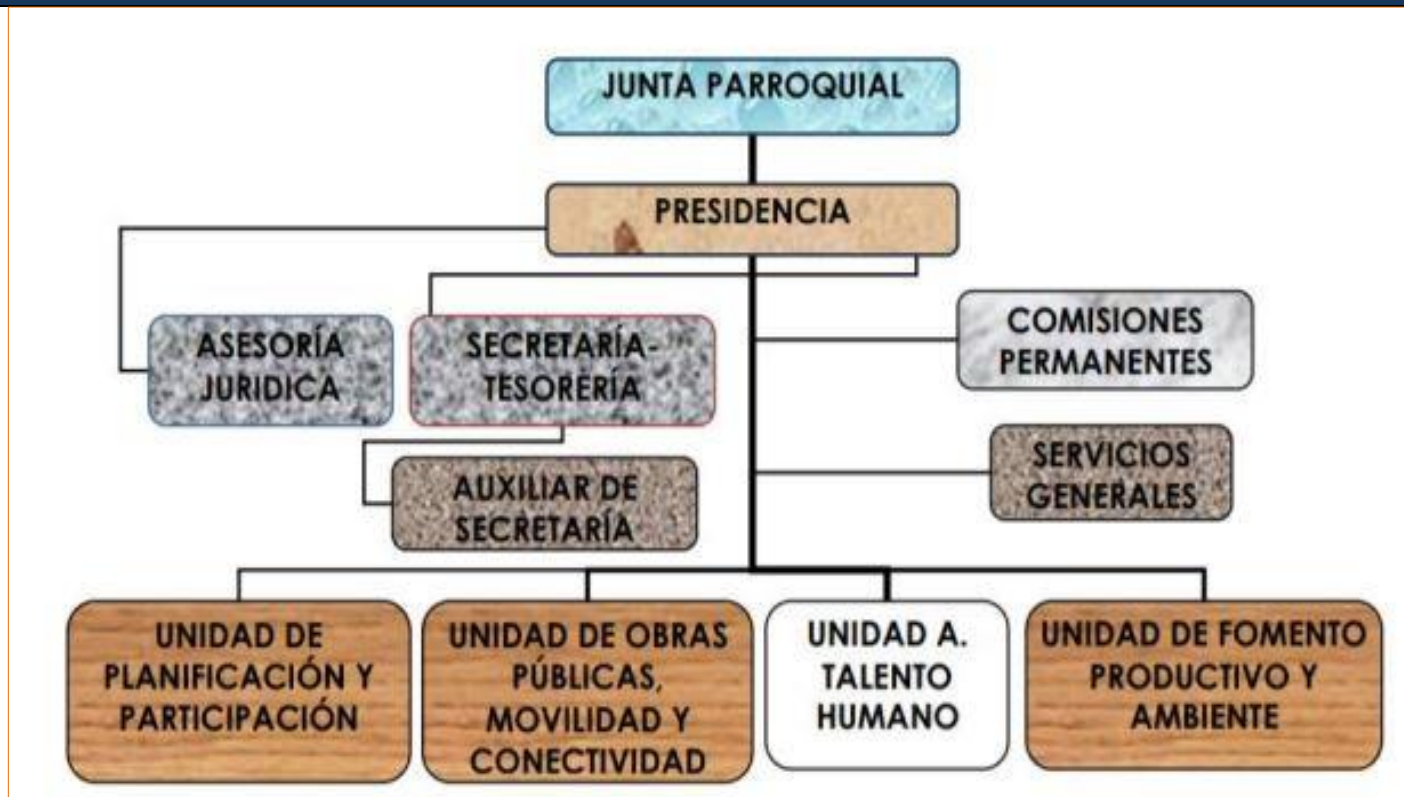 JUNTA PARROQUIAL
PRESIDENCIA
ASESORÍA
JURIDICA
SECRETARÍA-
TESORERÍA
COMISIONES
PERMANENTES
AUXILIAR DE
SECRETARÍA
SERVICIOS
GENERALES
UNIDAD DE
PLANIFICACIÓN Y
PARTICIPACIÓN
UNIDAD DE OBRAS
PÚBLICAS,
MOVILIDAD Y
CONECTIVIDAD
UNIDAD A.
TALENTO
HUMANO
UNIDAD DE FOMENTO
PRODUCTIVO Y
AMBIENTE